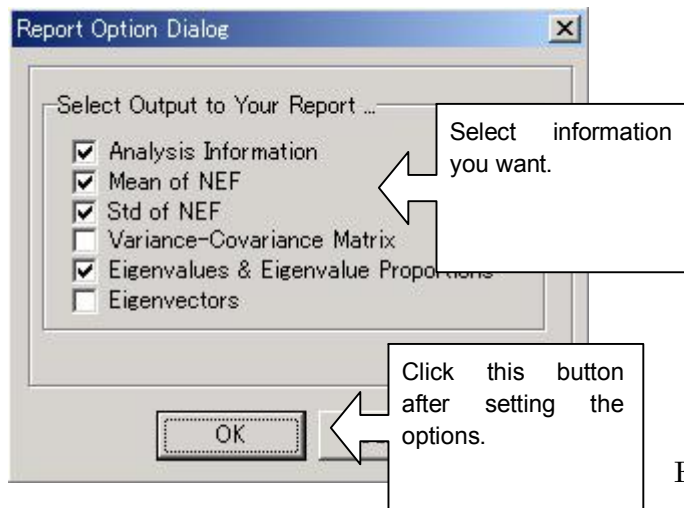 Report Option Dialog
Select Output to Your Report ...
Analysis Information
Mean of NEF
Std of NEF
Variance-Covariance Matrix
Eigenvalues & Eigenvalue Proportions
Eigenvectors
Select information
you want.
Click this button
after setting the
options.
OK